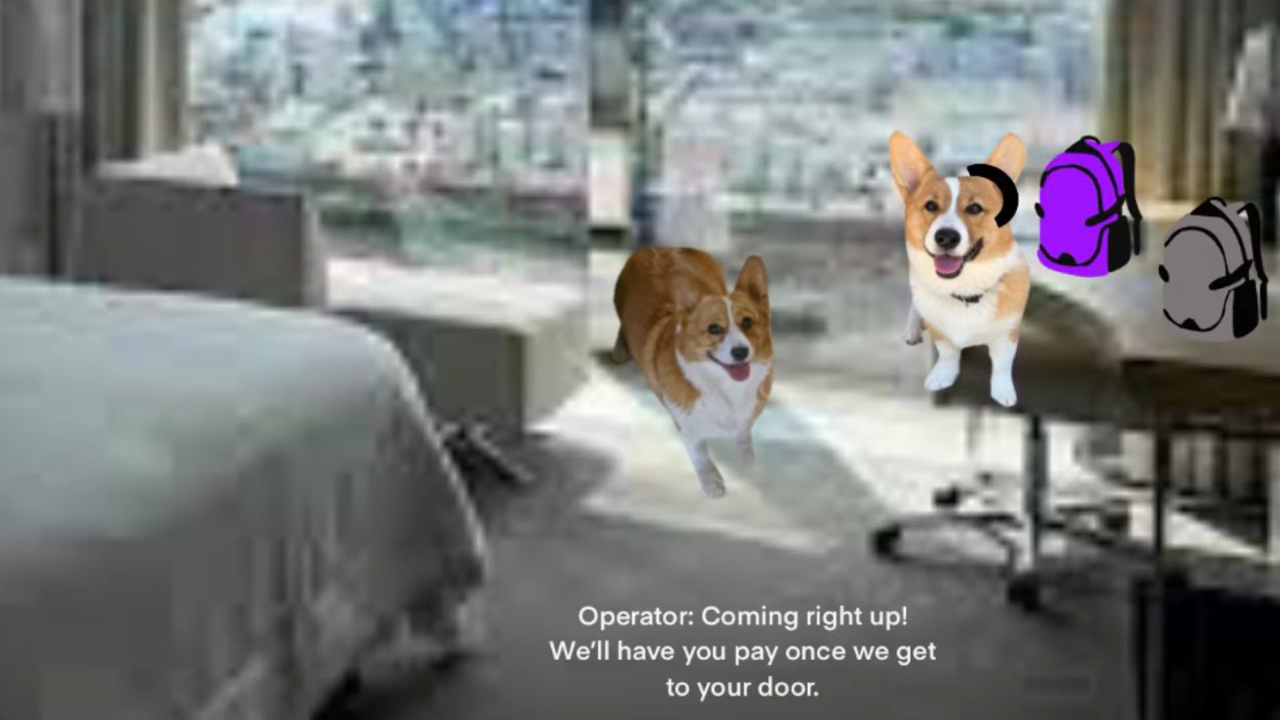 Operator: Coming right up!
We’ll have you pay once we get
to your door.